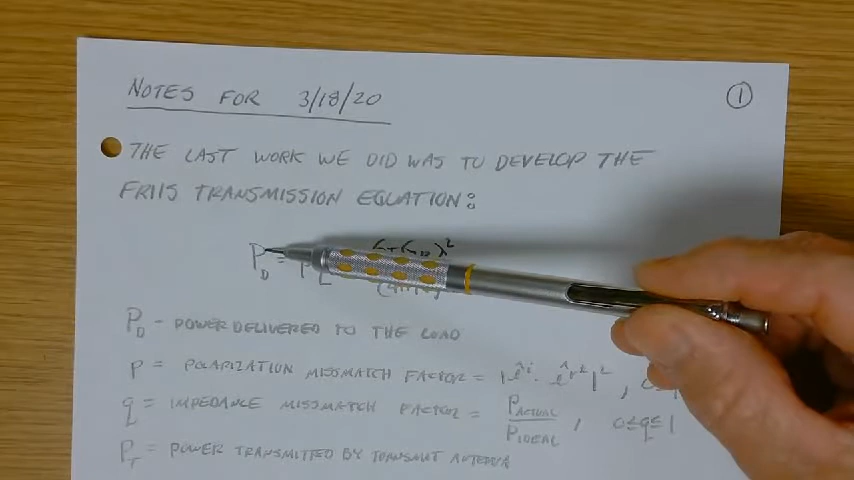 NOTES FOR 3/18/20 ①
THE LAST WORK WE DID WAS TO DEVELOP THE
FRIIS TRANSMISSION EQUATION:
P_D =
P_D - POWER DELIVERED TO THE LOAD
p = POLARIZATION MISSMATCH FACTOR =
q = IMPEDANCE MISSMATCH FACTOR = P_ACTUAL / P_IDEAL , 0≤q≤1
P_T = POWER TRANSMITTED BY TRANSMIT ANTENNA